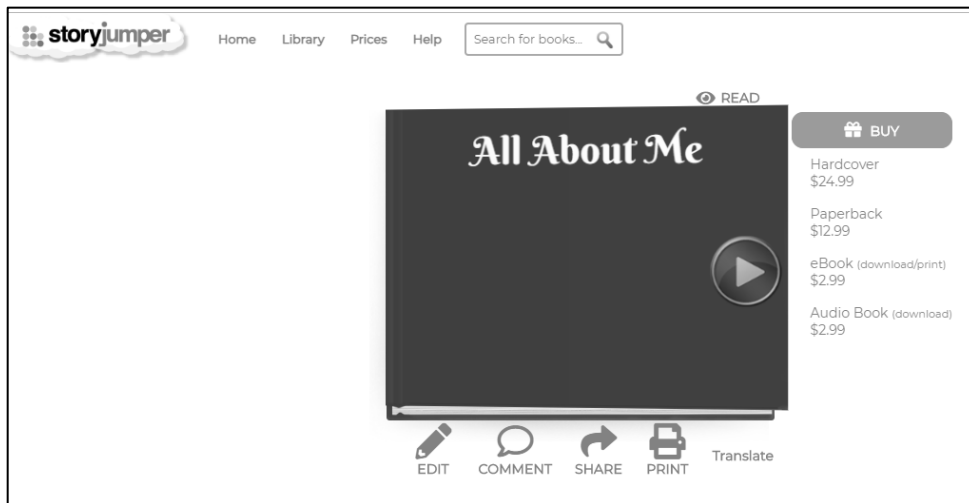 storyjumper
Home Library Prices Help Search for books...
READ
All About Me
BUY
Hardcover
$24.99
Paperback
$12.99
eBook (download/print)
$2.99
Audio Book (download)
$2.99
EDIT COMMENT SHARE PRINT Translate